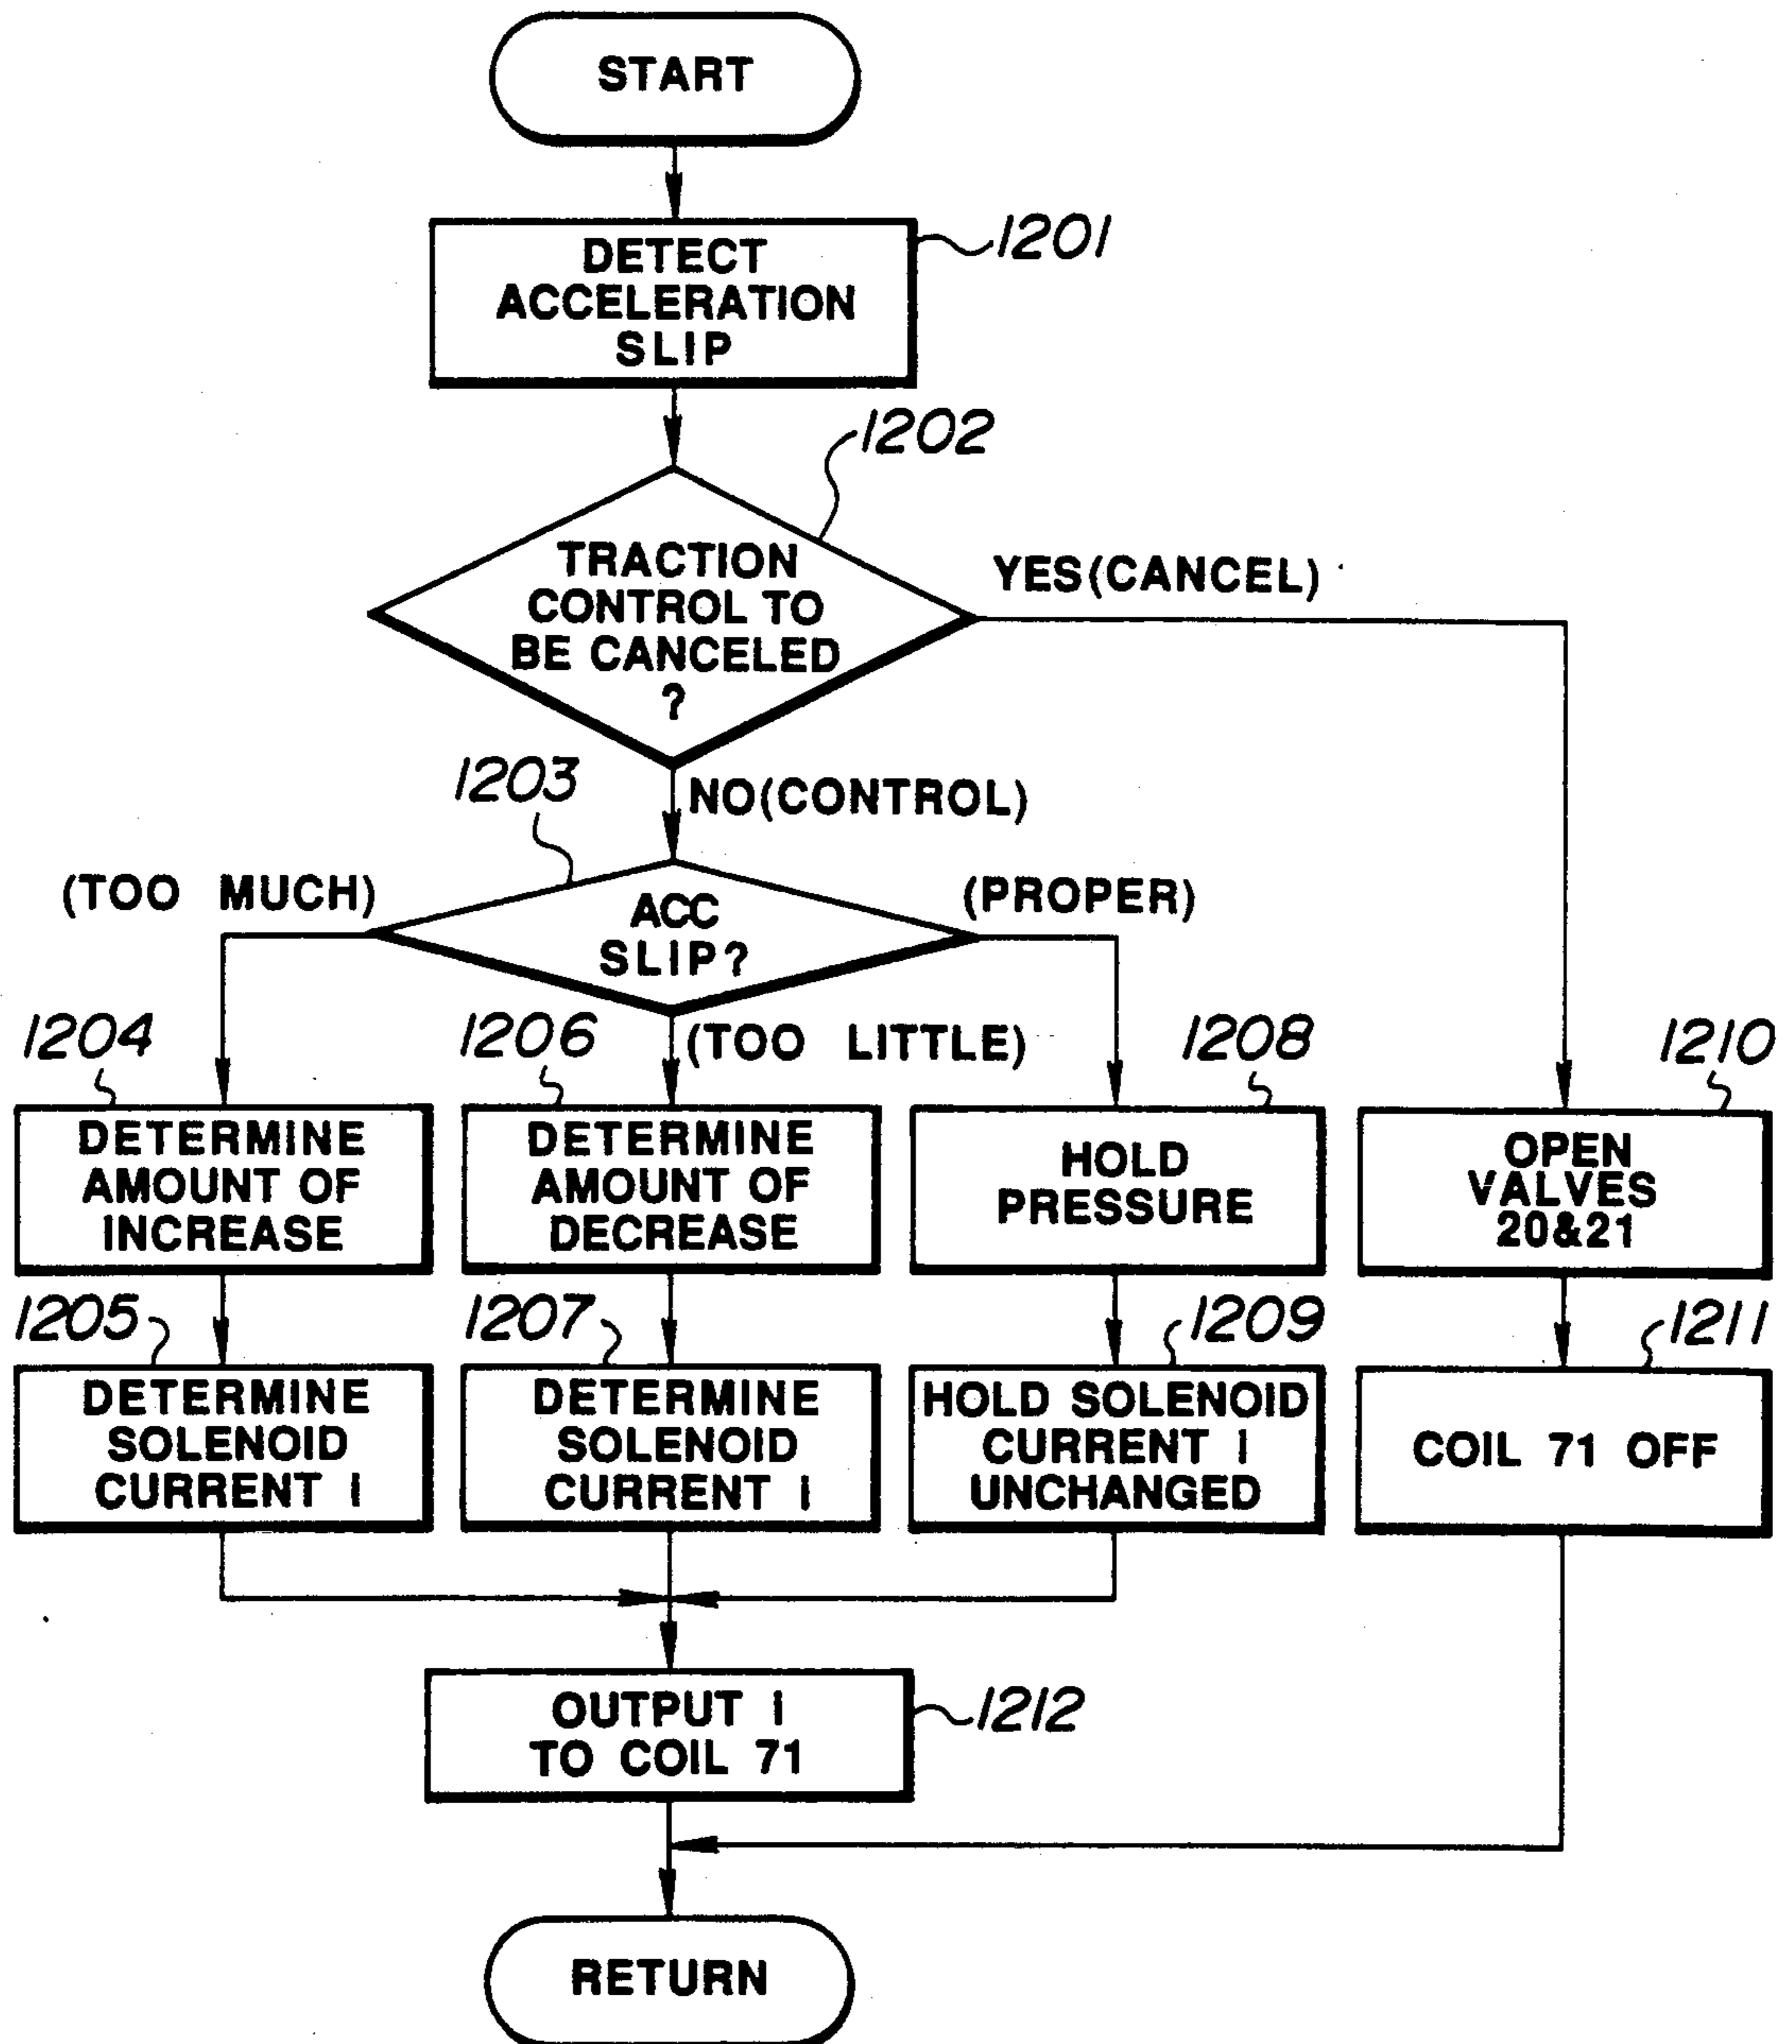 START
1201
DETECT
ACCELERATION
SLIP
1202
TRACTION
CONTROL TO
BE CANCELED
?
YES(CANCEL)
1203
NO(CONTROL)
(TOO MUCH)
ACC
SLIP?
(PROPER)
(TOO LITTLE)
1204
DETERMINE
AMOUNT OF
INCREASE
1206
DETERMINE
AMOUNT OF
DECREASE
1208
HOLD
PRESSURE
1210
OPEN
VALVES
20&21
1205
DETERMINE
SOLENOID
CURRENT I
1207
DETERMINE
SOLENOID
CURRENT I
1209
HOLD SOLENOID
CURRENT I
UNCHANGED
1211
COIL 71 OFF
OUTPUT I
TO COIL 71
1212
RETURN